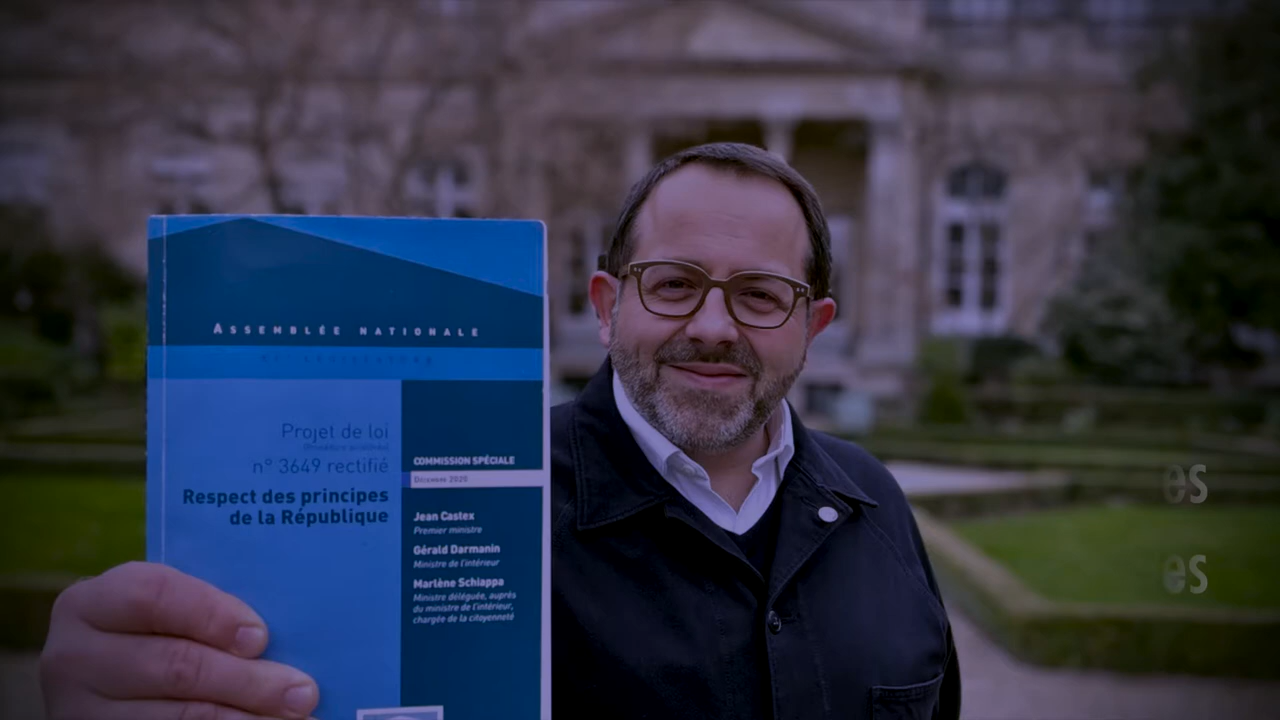 ASSEMBLÉE NATIONALE
Projet de loi
n° 3649 rectifié
Respect des principes
de la République
COMMISSION SPÉCIALE
DÉCEMBRE 2020
Jean Castex
Premier ministre
Gérald Darmanin
Ministre de l'intérieur
Marlène Schiappa
Ministre déléguée, auprès
du ministre de l'intérieur,
chargée de la citoyenneté
es
es